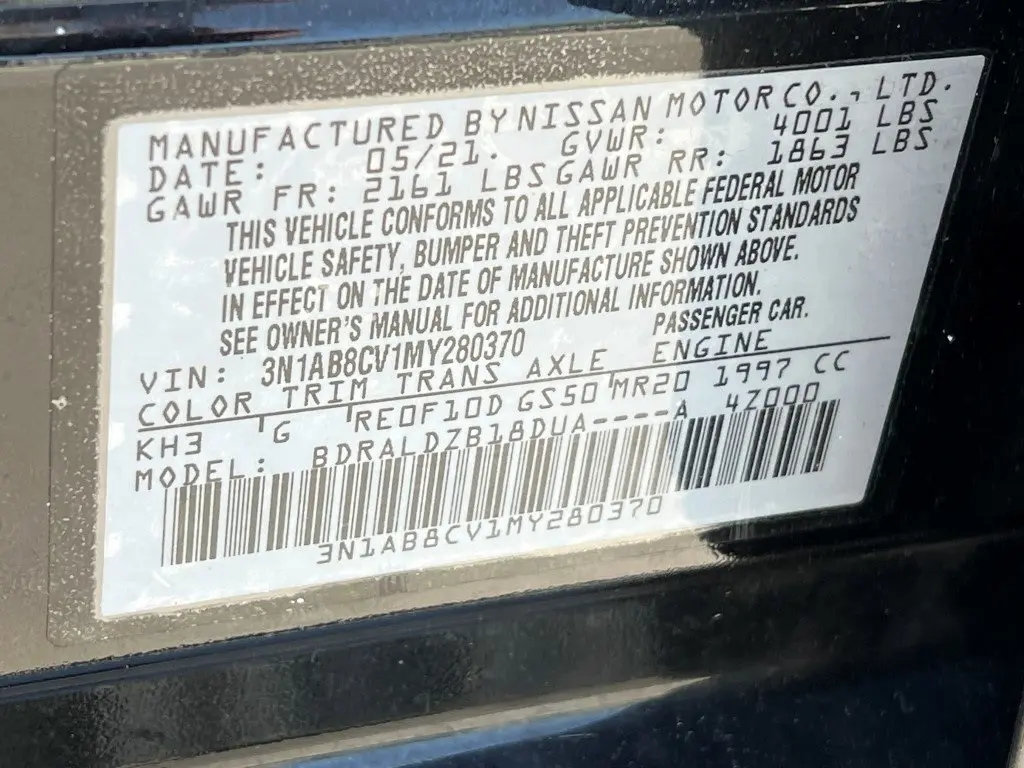 MANUFACTURED BY NISSAN MOTOR CO., LTD.
DATE: 05/21. GVWR: 4001 LBS
GAWR FR: 2161 LBS GAWR RR: 1863 LBS
THIS VEHICLE CONFORMS TO ALL APPLICABLE FEDERAL MOTOR
VEHICLE SAFETY, BUMPER AND THEFT PREVENTION STANDARDS
IN EFFECT ON THE DATE OF MANUFACTURE SHOWN ABOVE.
SEE OWNER'S MANUAL FOR ADDITIONAL INFORMATION.
VIN: 3N1AB8CV1MY280370 PASSENGER CAR.
COLOR TRIM TRANS AXLE ENGINE
KH3 G RE0F10D GS50 MR20 1997 CC
MODEL: BDRALDZB18DUA----A 4Z000
3N1AB8CV1MY280370